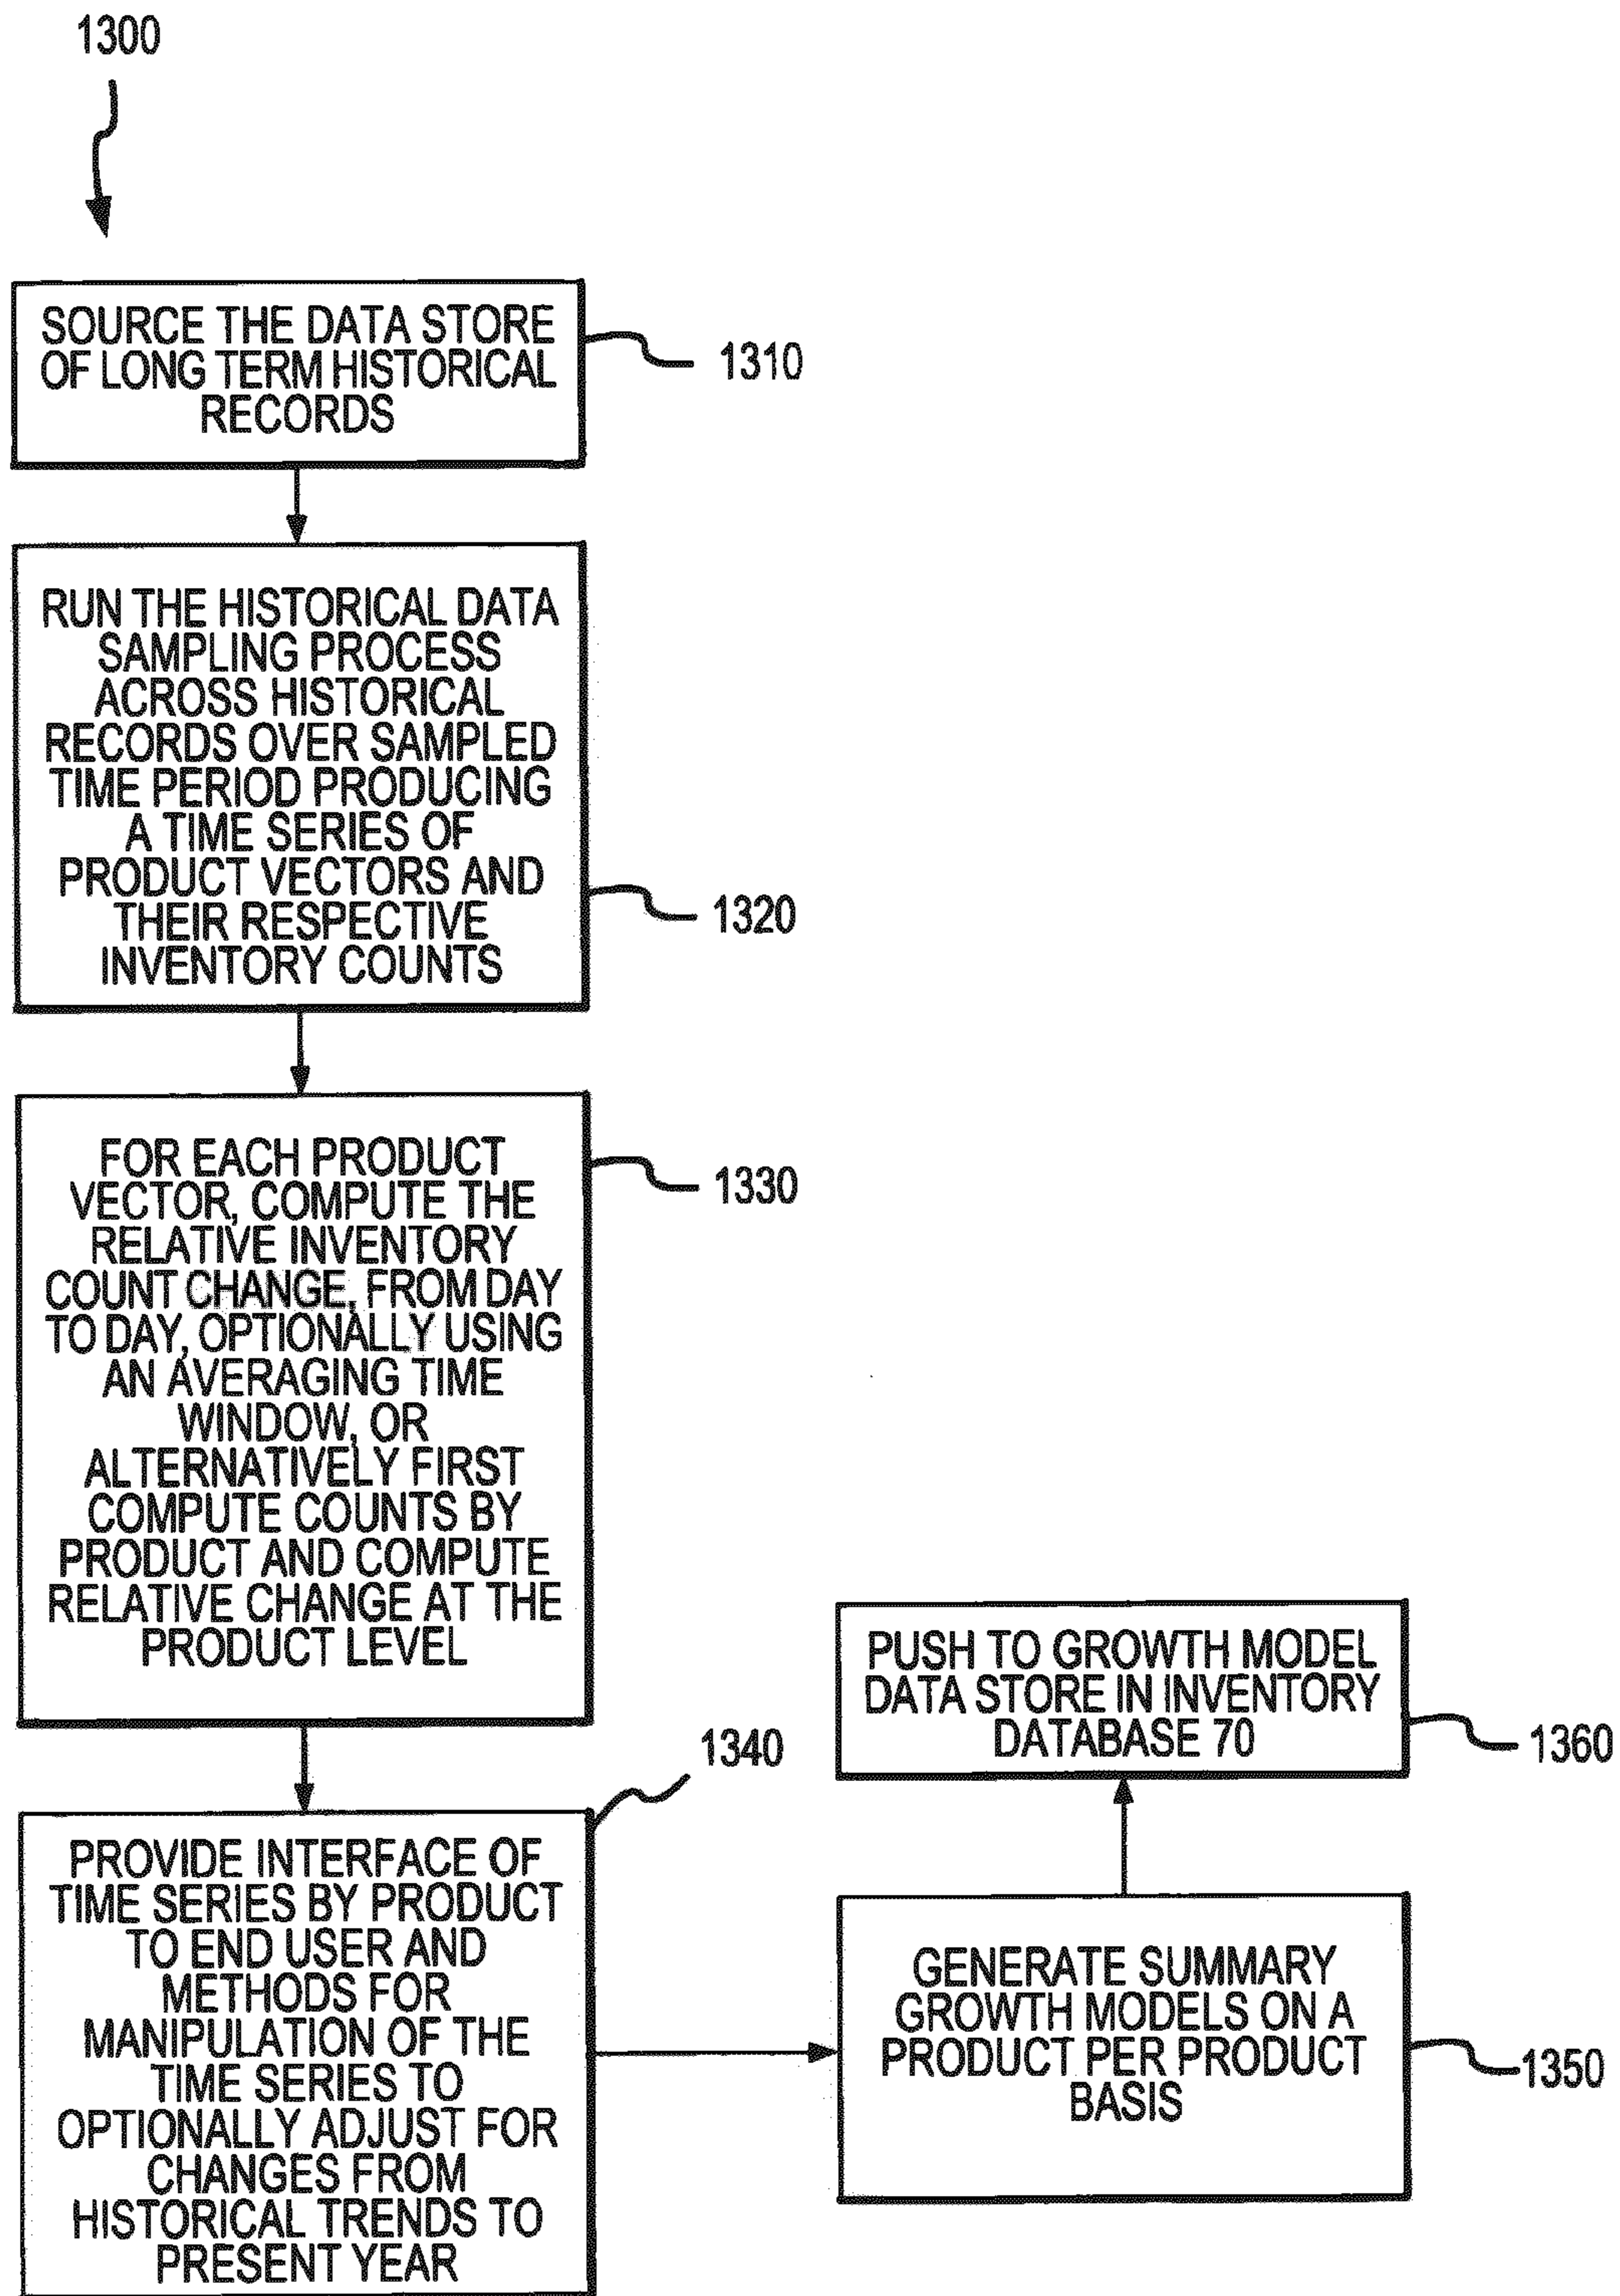 1300
SOURCE THE DATA STORE
OF LONG TERM HISTORICAL
RECORDS
1310
RUN THE HISTORICAL DATA
SAMPLING PROCESS
ACROSS HISTORICAL
RECORDS OVER SAMPLED
TIME PERIOD PRODUCING
A TIME SERIES OF
PRODUCT VECTORS AND
THEIR RESPECTIVE
INVENTORY COUNTS
1320
FOR EACH PRODUCT
VECTOR, COMPUTE THE
RELATIVE INVENTORY
COUNT CHANGE, FROM DAY
TO DAY, OPTIONALLY USING
AN AVERAGING TIME
WINDOW, OR
ALTERNATIVELY FIRST
COMPUTE COUNTS BY
PRODUCT AND COMPUTE
RELATIVE CHANGE AT THE
PRODUCT LEVEL
1330
PROVIDE INTERFACE OF
TIME SERIES BY PRODUCT
TO END USER AND
METHODS FOR
MANIPULATION OF THE
TIME SERIES TO
OPTIONALLY ADJUST FOR
CHANGES FROM
HISTORICAL TRENDS TO
PRESENT YEAR
1340
GENERATE SUMMARY
GROWTH MODELS ON A
PRODUCT PER PRODUCT
BASIS
1350
PUSH TO GROWTH MODEL
DATA STORE IN INVENTORY
DATABASE 70
1360